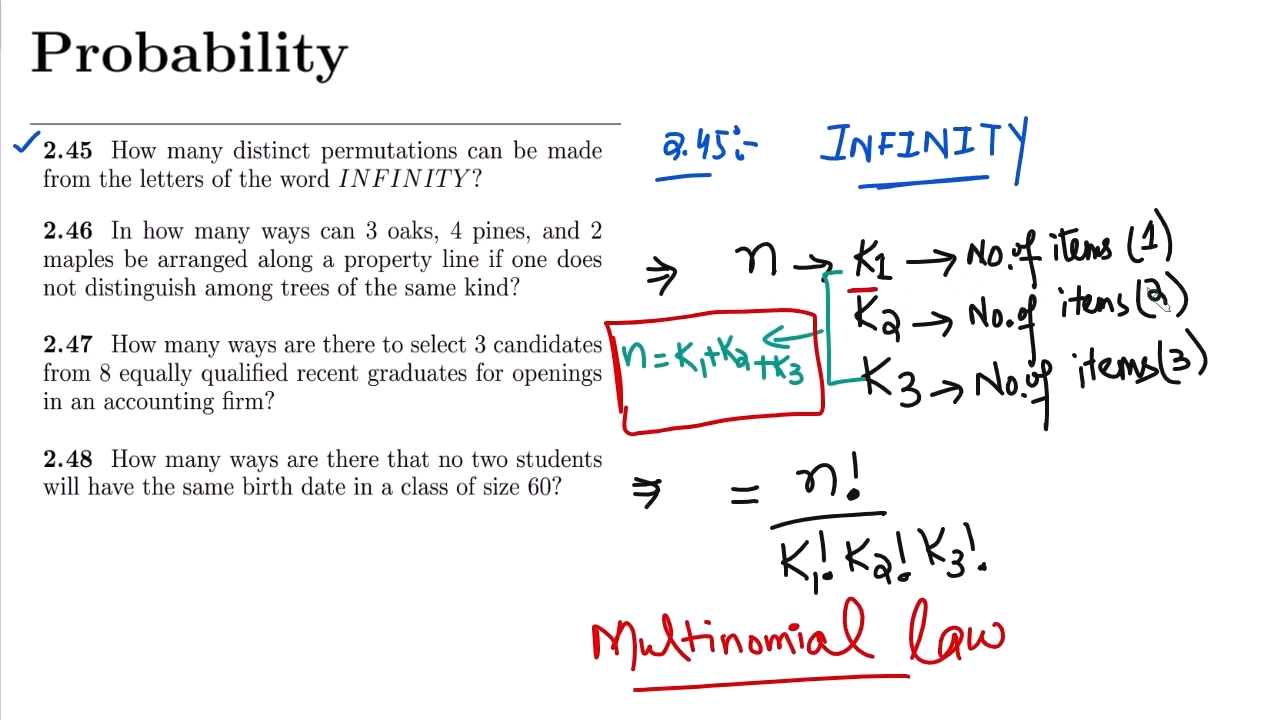 Probability
2.45 How many distinct permutations can be made
from the letters of the word INFINITY?
2.46 In how many ways can 3 oaks, 4 pines, and 2
maples be arranged along a property line if one does
not distinguish among trees of the same kind?
2.47 How many ways are there to select 3 candidates
from 8 equally qualified recent graduates for openings
in an accounting firm?
2.48 How many ways are there that no two students
will have the same birth date in a class of size 60?
2.45:- INFINITY
⇒ n → K1 → No. of items (1)
K2 → No. of items (2)
K3 → No. of items (3)
n = K1 + K2
+ K3
⇒ = n!
K1! K2! K3!
Multinomial law